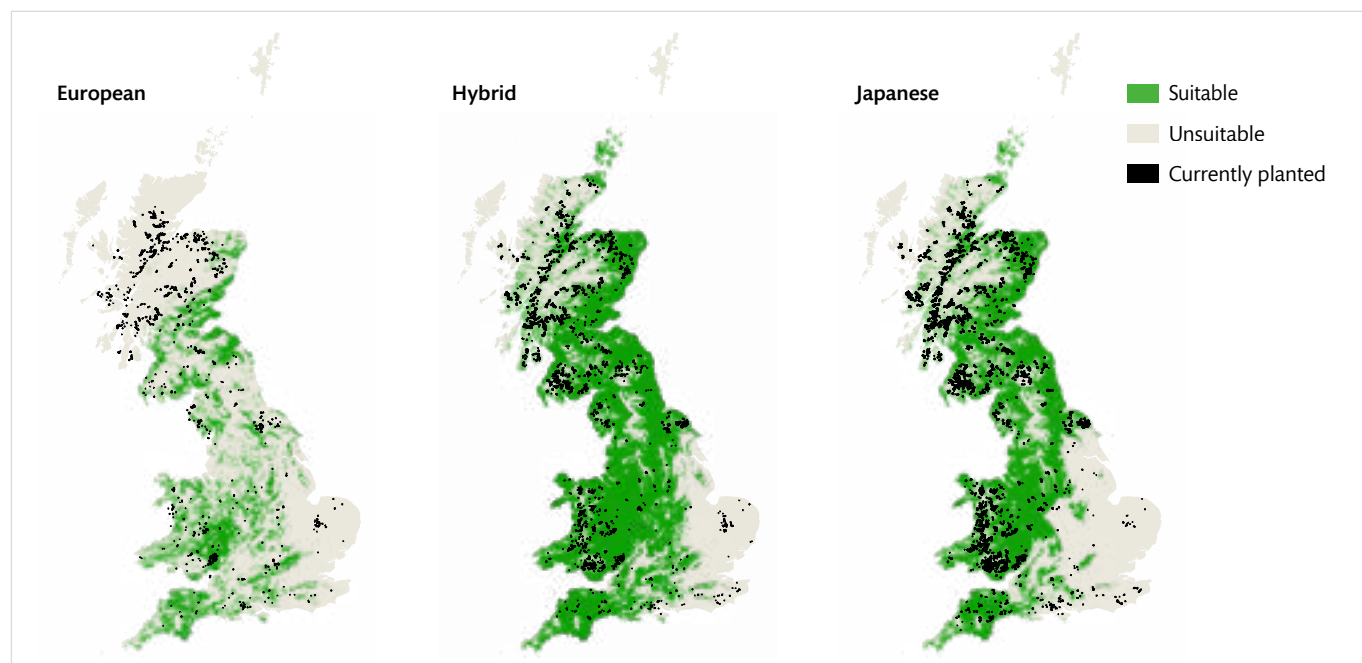 European
Hybrid
Japanese
Suitable
Unsuitable
Currently planted